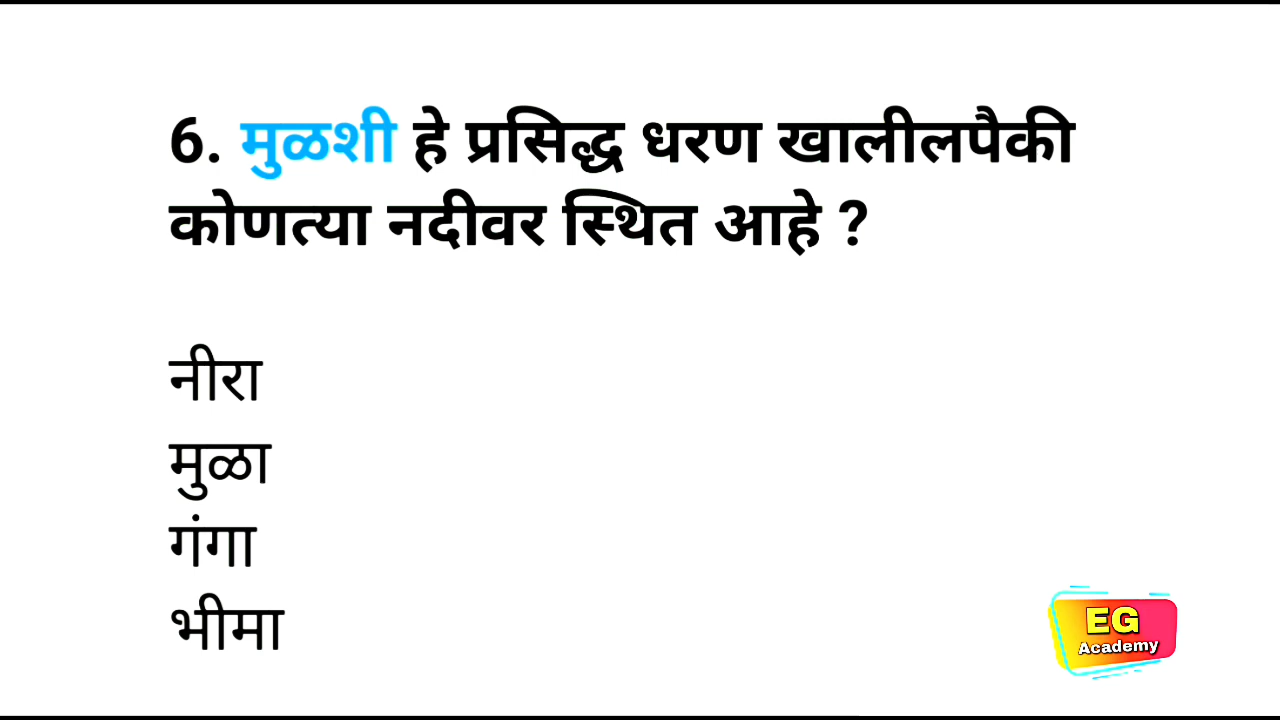 6. मुळशी हे प्रसिद्ध धरण खालीलपैकी
कोणत्या नदीवर स्थित आहे ?
नीरा
मुळा
गंगा
भीमा
EG
Academy